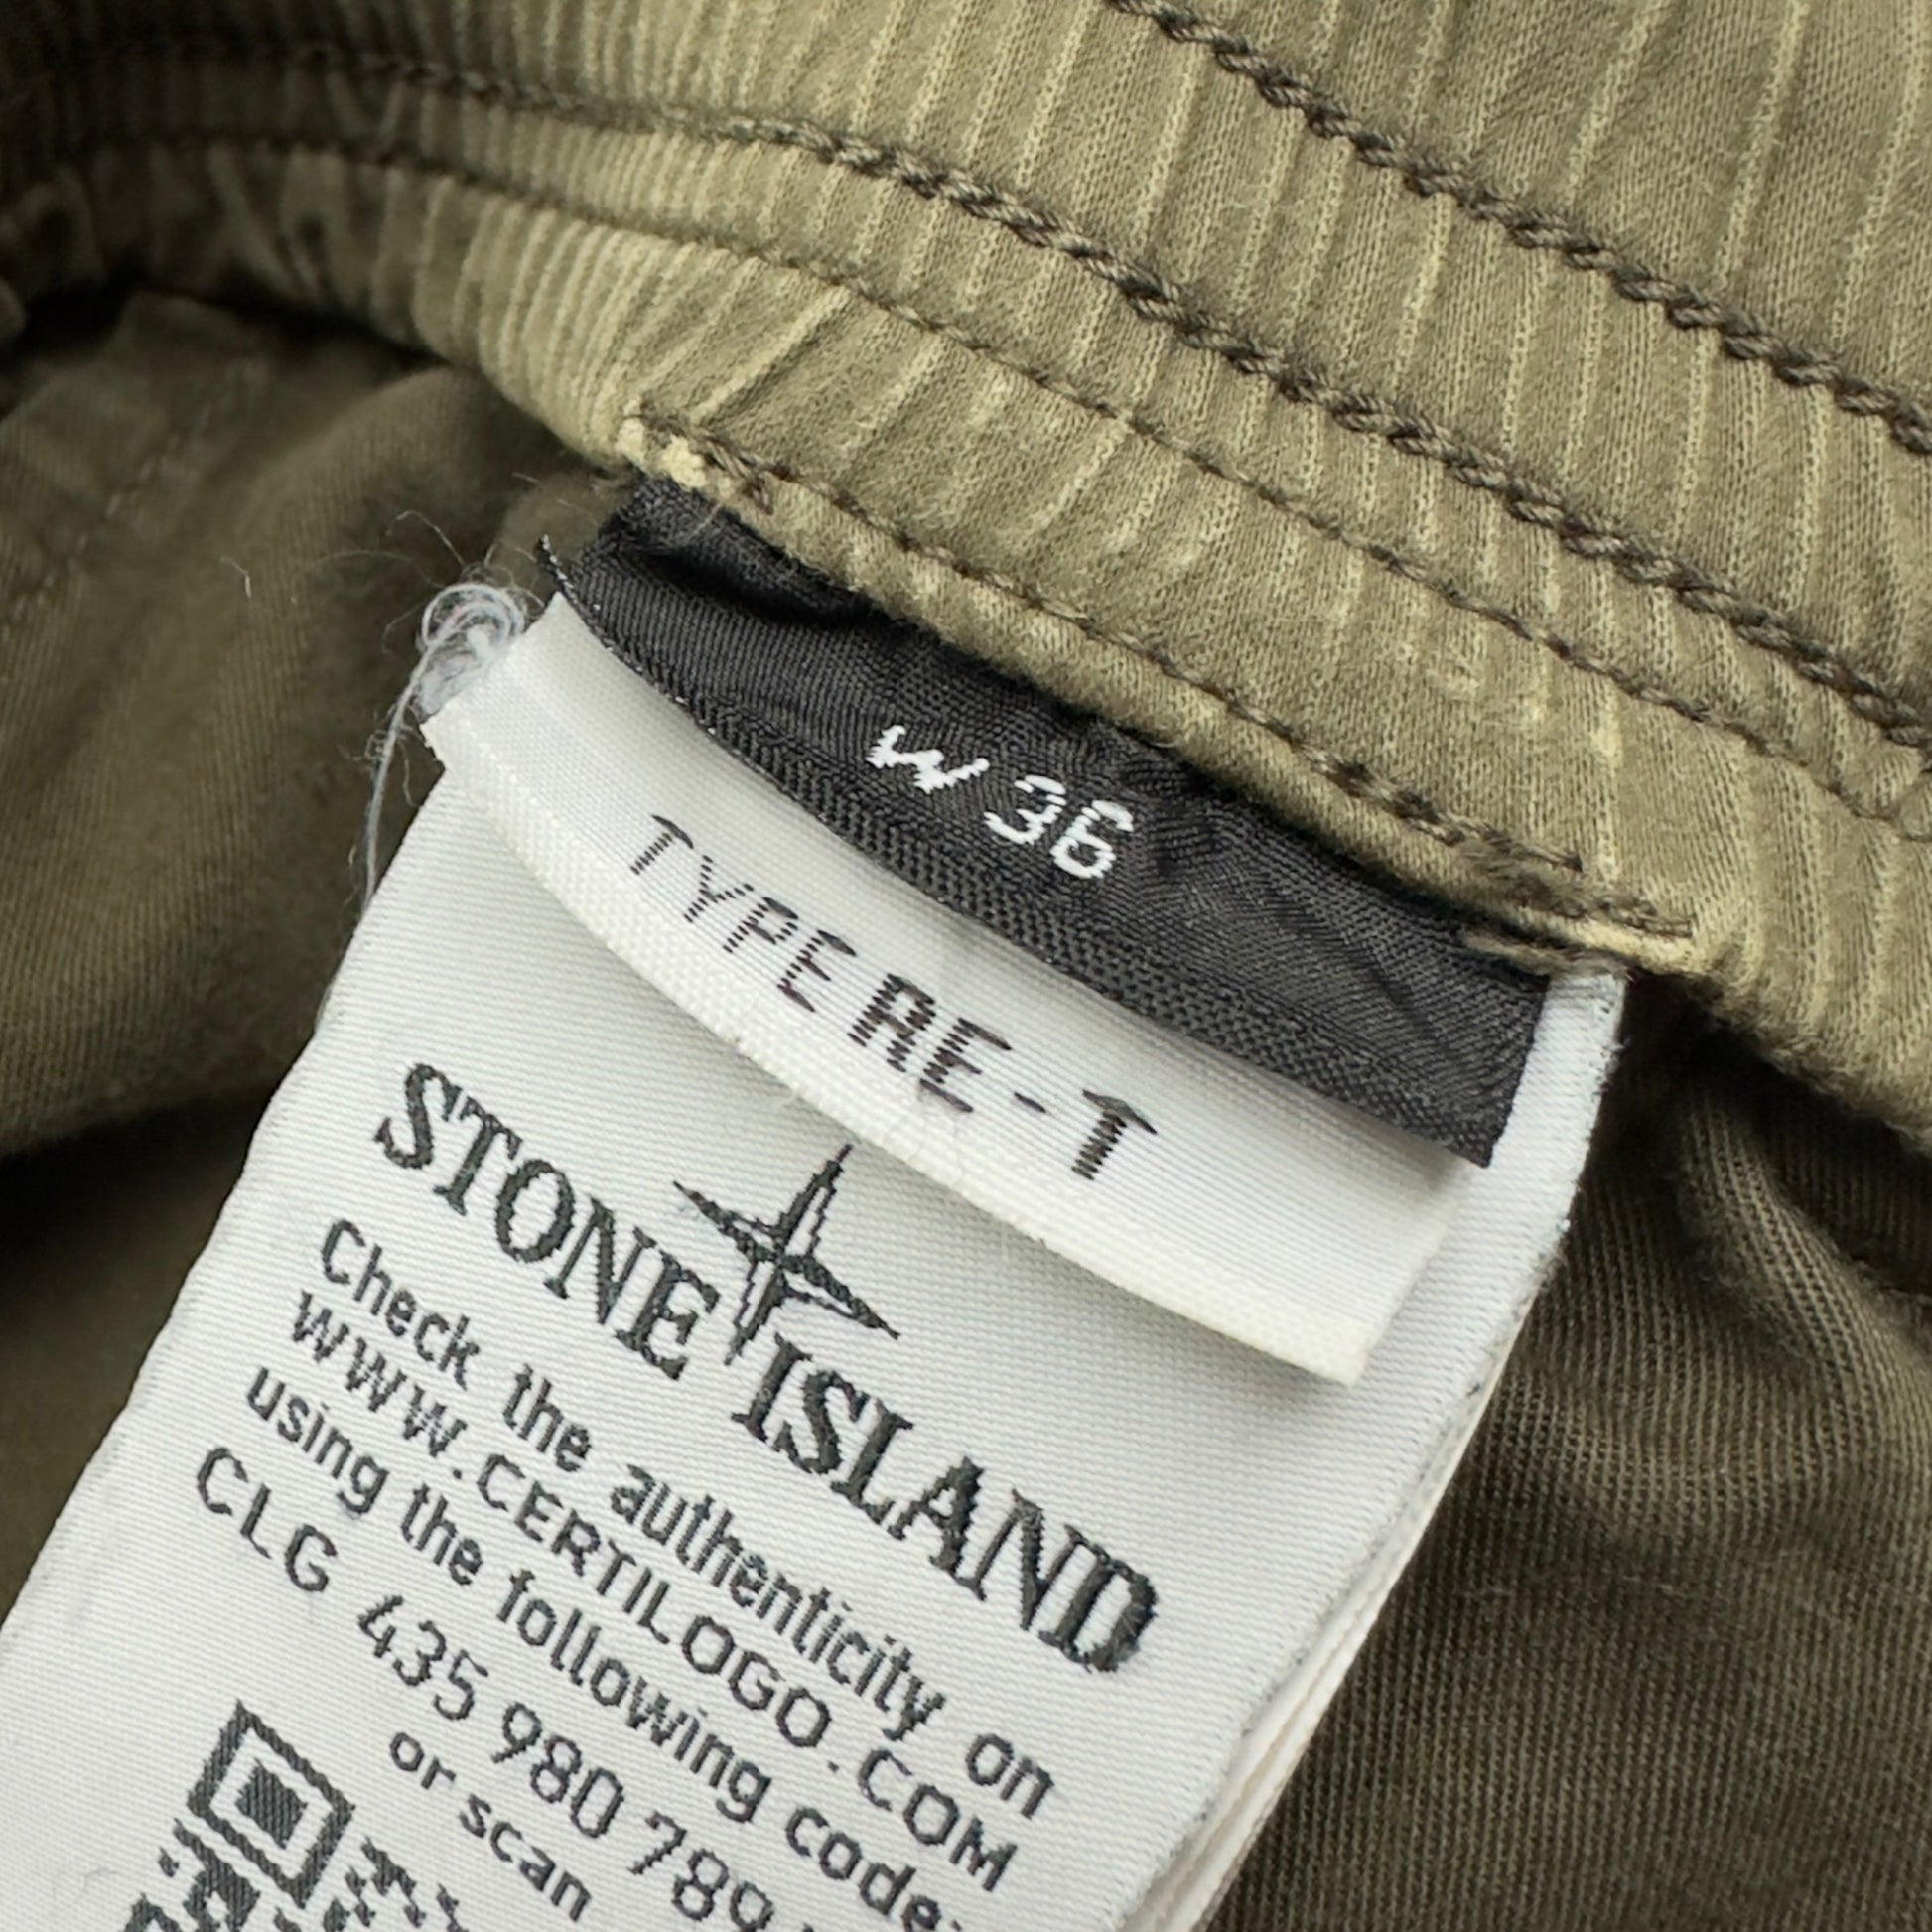 W 36
TYPE RE-T
STONE ISLAND
Check the authenticity on
WWW.CERTILOGO.COM
using the following code:
CLG 435 980 789
or scan